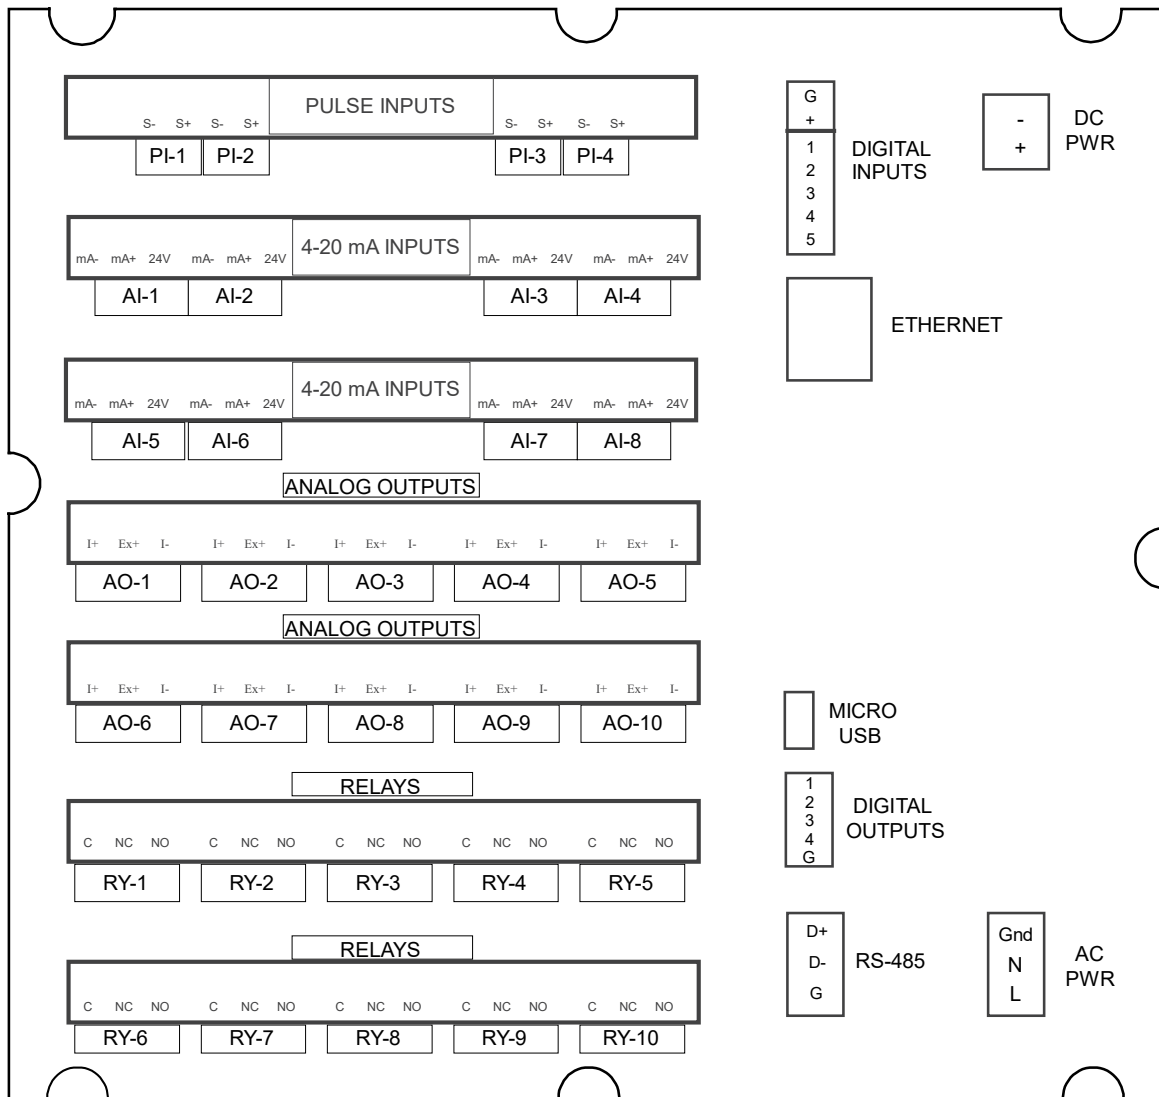 PULSE INPUTS
S- S+ S- S+ S- S+ S- S+
PI-1 PI-2 PI-3 PI-4
4-20 mA INPUTS
mA- mA+ 24V mA- mA+ 24V mA- mA+ 24V mA- mA+ 24V
AI-1 AI-2 AI-3 AI-4
4-20 mA INPUTS
mA- mA+ 24V mA- mA+ 24V mA- mA+ 24V mA- mA+ 24V
AI-5 AI-6 AI-7 AI-8
ANALOG OUTPUTS
I+ Ex+ I- I+ Ex+ I- I+ Ex+ I- I+ Ex+ I- I+ Ex+ I-
AO-1 AO-2 AO-3 AO-4 AO-5
ANALOG OUTPUTS
I+ Ex+ I- I+ Ex+ I- I+ Ex+ I- I+ Ex+ I- I+ Ex+ I-
AO-6 AO-7 AO-8 AO-9 AO-10
RELAYS
C NC NO C NC NO C NC NO C NC NO C NC NO
RY-1 RY-2 RY-3 RY-4 RY-5
RELAYS
C NC NO C NC NO C NC NO C NC NO C NC NO
RY-6 RY-7 RY-8 RY-9 RY-10
G
+
1
2
3
4
5
DIGITAL
INPUTS
-
+
DC
PWR
ETHERNET
MICRO
USB
1
2
3
4
G
DIGITAL
OUTPUTS
D+
D-
G
RS-485
Gnd
N
L
AC
PWR